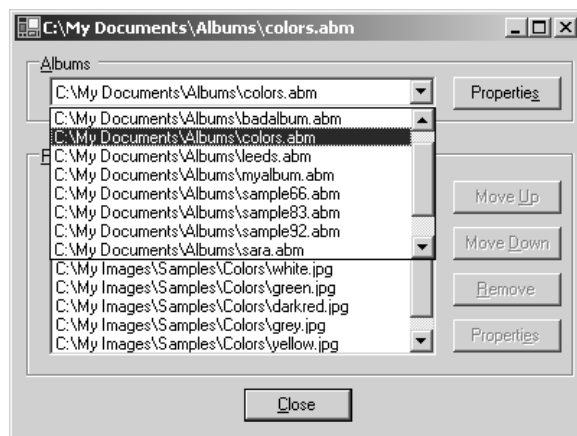 C:\My Documents\Albums\colors.abm
Albums
C:\My Documents\Albums\colors.abm
Properties
C:\My Documents\Albums\badalbum.abm
C:\My Documents\Albums\colors.abm
C:\My Documents\Albums\leeds.abm
C:\My Documents\Albums\myalbum.abm
C:\My Documents\Albums\sample66.abm
C:\My Documents\Albums\sample83.abm
C:\My Documents\Albums\sample92.abm
C:\My Documents\Albums\sara.abm
C:\My Images\Samples\Colors\white.jpg
C:\My Images\Samples\Colors\green.jpg
C:\My Images\Samples\Colors\darkred.jpg
C:\My Images\Samples\Colors\grey.jpg
C:\My Images\Samples\Colors\yellow.jpg
Move Up
Move Down
Remove
Properties
Close